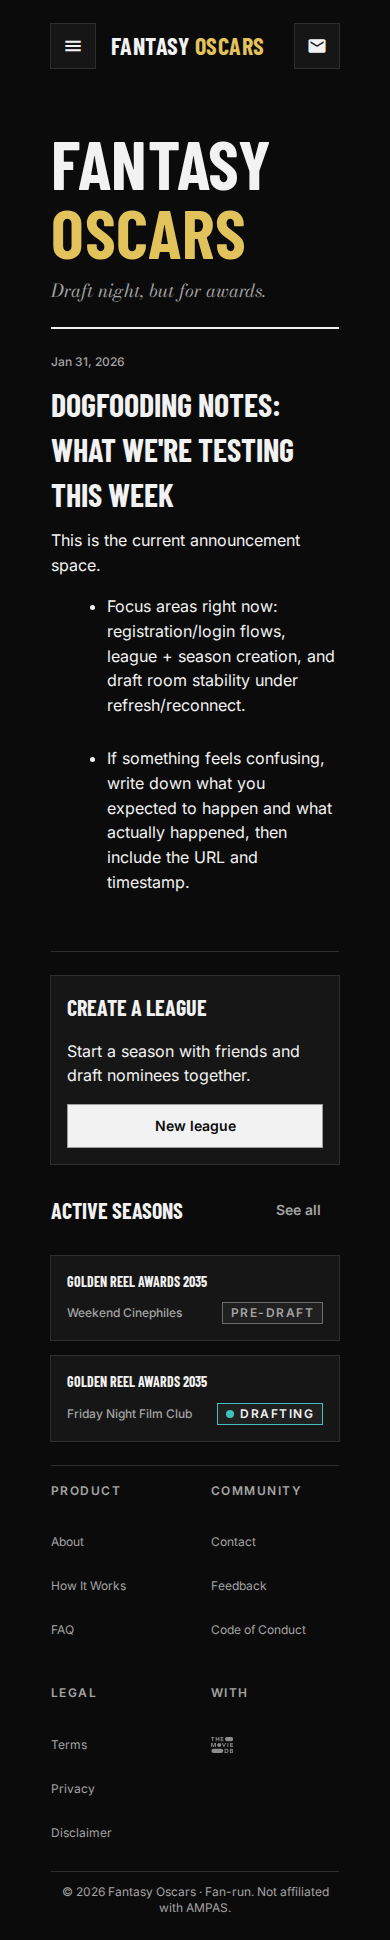 FANTASY OSCARS
FANTASY
OSCARS
Draft night, but for awards.
Jan 31, 2026
DOGFOODING NOTES:
WHAT WE'RE TESTING
THIS WEEK
This is the current announcement
space.
• Focus areas right now:
registration/login flows,
league + season creation, and
draft room stability under
refresh/reconnect.
• If something feels confusing,
write down what you
expected to happen and what
actually happened, then
include the URL and
timestamp.
CREATE A LEAGUE
Start a season with friends and
draft nominees together.
New league
ACTIVE SEASONS See all
GOLDEN REEL AWARDS 2035
Weekend Cinephiles PRE-DRAFT
GOLDEN REEL AWARDS 2035
Friday Night Film Club DRAFTING
PRODUCT COMMUNITY
About Contact
How It Works Feedback
FAQ Code of Conduct
LEGAL WITH
Terms
THE
MOVIE
DB
Privacy
Disclaimer
© 2026 Fantasy Oscars · Fan-run. Not affiliated
with AMPAS.